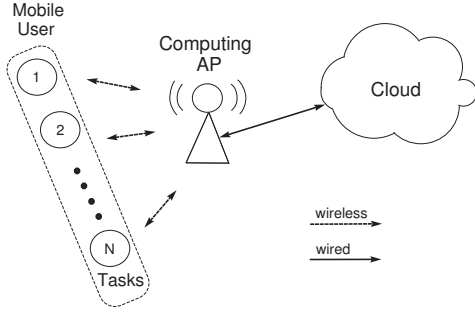 Mobile
User
Computing
AP
1
2
N
Tasks
Cloud
wireless
wired